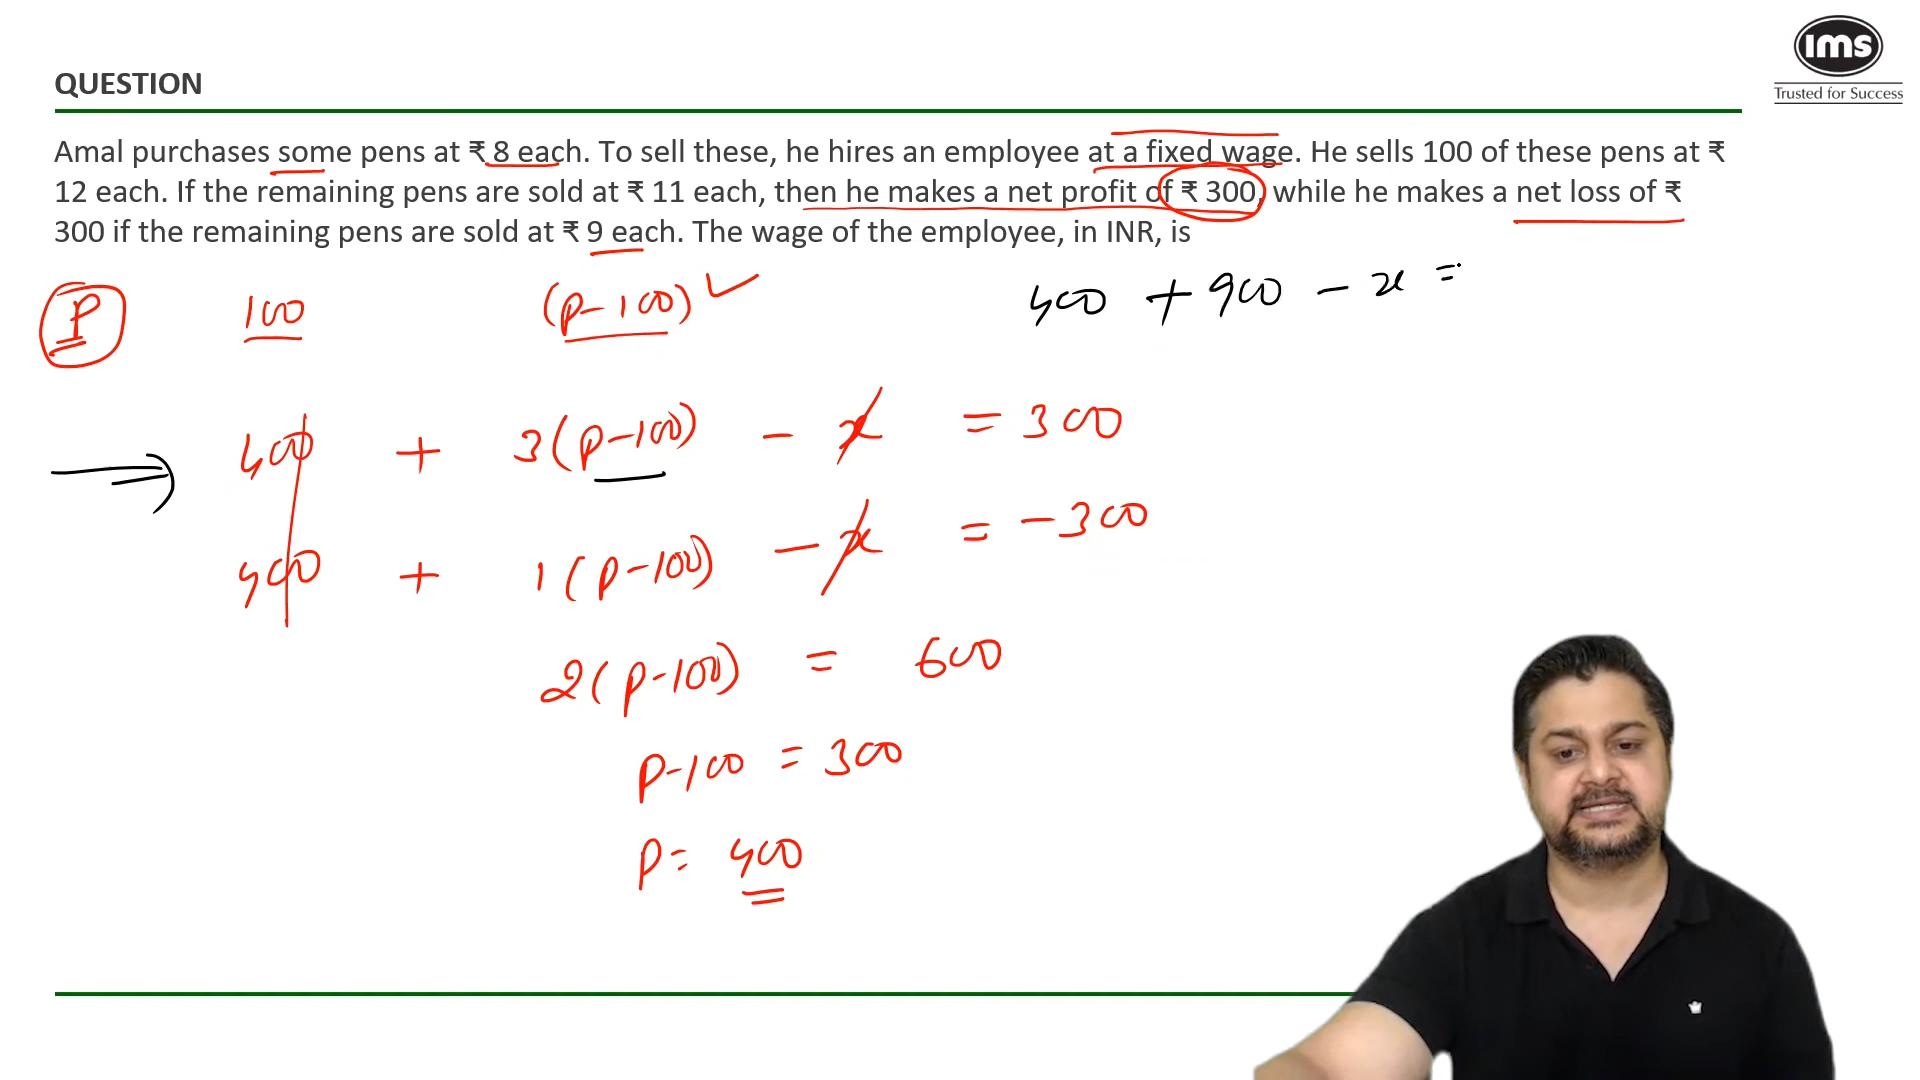 ims
Trusted for Success
QUESTION
Amal purchases some pens at ₹ 8 each. To sell these, he hires an employee at a fixed wage. He sells 100 of these pens at ₹
12 each. If the remaining pens are sold at ₹ 11 each, then he makes a net profit of ₹ 300, while he makes a net loss of ₹
300 if the remaining pens are sold at ₹ 9 each. The wage of the employee, in INR, is
P 100 (P-100) ✓ 400 + 900 - x =
400 + 3(P-100) - x = 300
400 + 1(P-100) - x = -300
2(P-100) = 600
P-100 = 300
P= 400